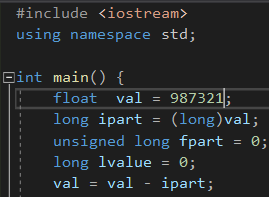 #include <iostream>
using namespace std;
int main() {
float  val = 987321;
long ipart = (long)val;
unsigned long fpart = 0;
long lvalue = 0;
val = val - ipart;